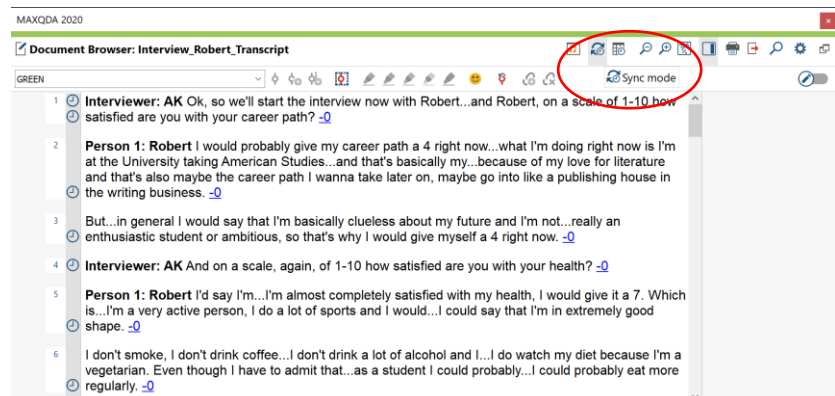 MAXQDA 2020
Document Browser: Interview_Robert_Transcript
GREEN
Sync mode
1 Interviewer: AK Ok, so we'll start the interview now with Robert...and Robert, on a scale of 1-10 how
satisfied are you with your career path? -0
2 Person 1: Robert I would probably give my career path a 4 right now...what I'm doing right now is I'm
at the University taking American Studies...and that's basically my...because of my love for literature
and that's also maybe the career path I wanna take later on, maybe go into like a publishing house in
the writing business. -0
3 But...in general I would say that I'm basically clueless about my future and I'm not...really an
enthusiastic student or ambitious, so that's why I would give myself a 4 right now. -0
4 Interviewer: AK And on a scale, again, of 1-10 how satisfied are you with your health? -0
5 Person 1: Robert I'd say I'm...I'm almost completely satisfied with my health, I would give it a 7. Which
is...I'm a very active person, I do a lot of sports and I would...I could say that I'm in extremely good
shape. -0
6 I don't smoke, I don't drink coffee...I don't drink a lot of alcohol and I...I do watch my diet because I'm a
vegetarian. Even though I have to admit that...as a student I could probably...I could probably eat more
regularly. -0